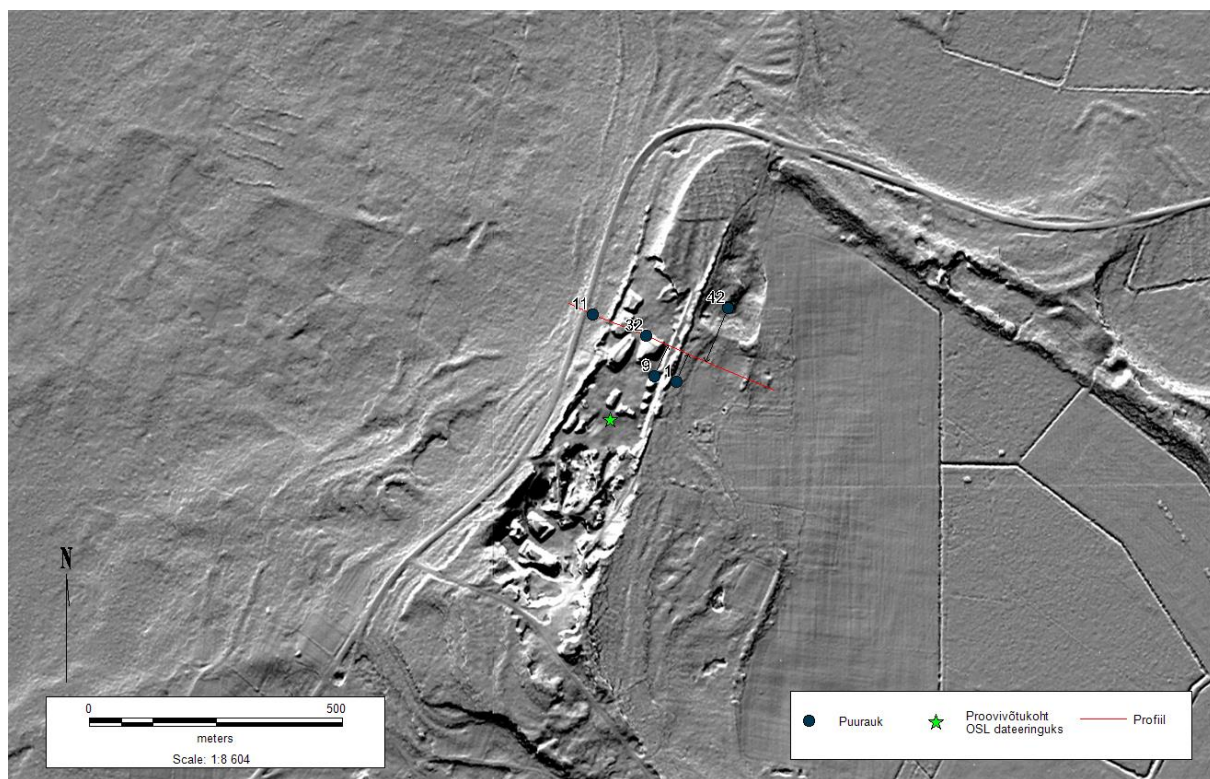 42
11
32
9
1
N
0 500
meters
Scale: 1:8 604
Puurauk
Proovivõtukoht
OSL dateeringuks
Profiil